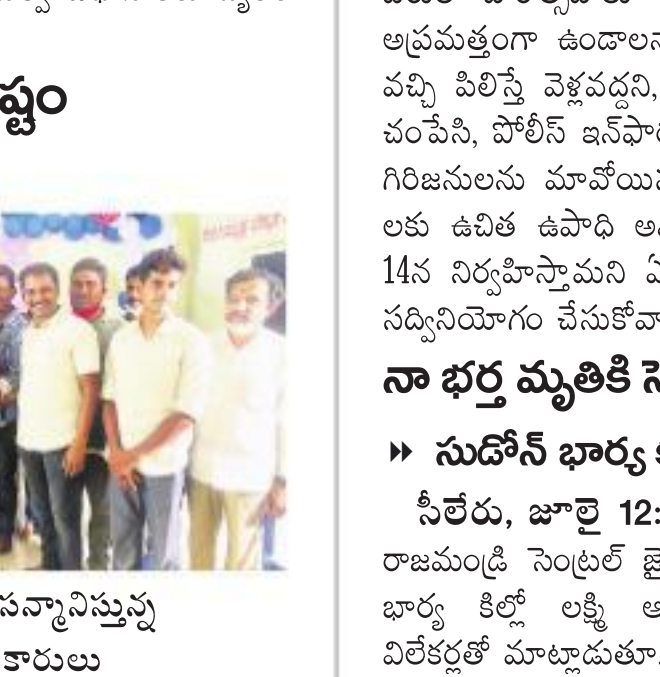 ష్టం
సన్మానిస్తున్న
కారులు
అప్రమత్తంగా ఉండాలన
వచ్చి పిలిస్తే వెళ్లవద్దని,
చంపేసి, పోలీస్ ఇన్‌ఫా
గిరిజనులను మావోయి
లకు ఉచిత ఉపాధి అ
14న నిర్వహిస్తామని ఏ
సద్వినియోగం చేసుకోవా
నా భర్త మృతికి సె
సుడోన్ భార్య
సీలేరు, జూలై 12:
రాజమండ్రి సెంట్రల్ జై
భార్య కిల్లో లక్ష్మి ఆ
విలేకర్లతో మాట్లాడుతూ